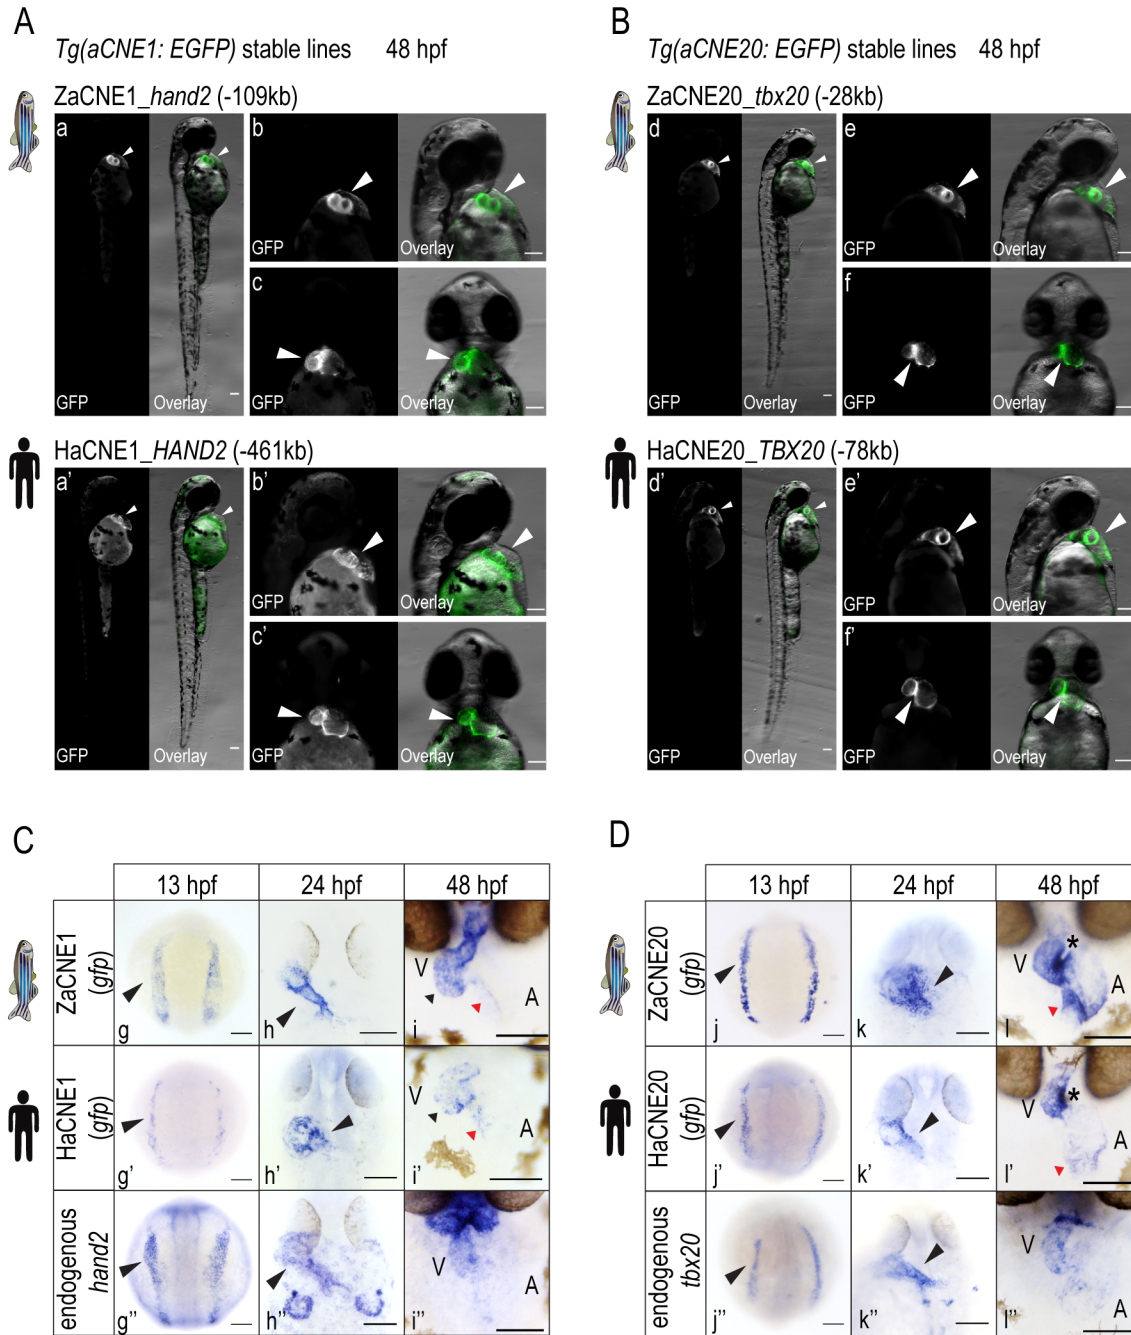 A
Tg(aCNE1: EGFP) stable lines 48 hpf
ZaCNE1_hand2 (-109kb)
a
GFP
Overlay
b
GFP
Overlay
c
GFP
Overlay
HaCNE1_HAND2 (-461kb)
a'
GFP
Overlay
b'
GFP
Overlay
c'
GFP
Overlay
B
Tg(aCNE20: EGFP) stable lines 48 hpf
ZaCNE20_tbx20 (-28kb)
d
GFP
Overlay
e
GFP
Overlay
f
GFP
Overlay
HaCNE20_TBX20 (-78kb)
d'
GFP
Overlay
e'
GFP
Overlay
f'
GFP
Overlay
C
13 hpf 24 hpf 48 hpf
ZaCNE1
(gfp)
g
h
V
A
i
HaCNE1
(gfp)
g'
h'
V
A
i'
endogenous
hand2
g''
h''
V
A
i''
D
13 hpf 24 hpf 48 hpf
ZaCNE20
(gfp)
j
k
V
*
A
l
HaCNE20
(gfp)
j'
k'
V
*
A
l'
endogenous
tbx20
j''
k''
V
A
l''